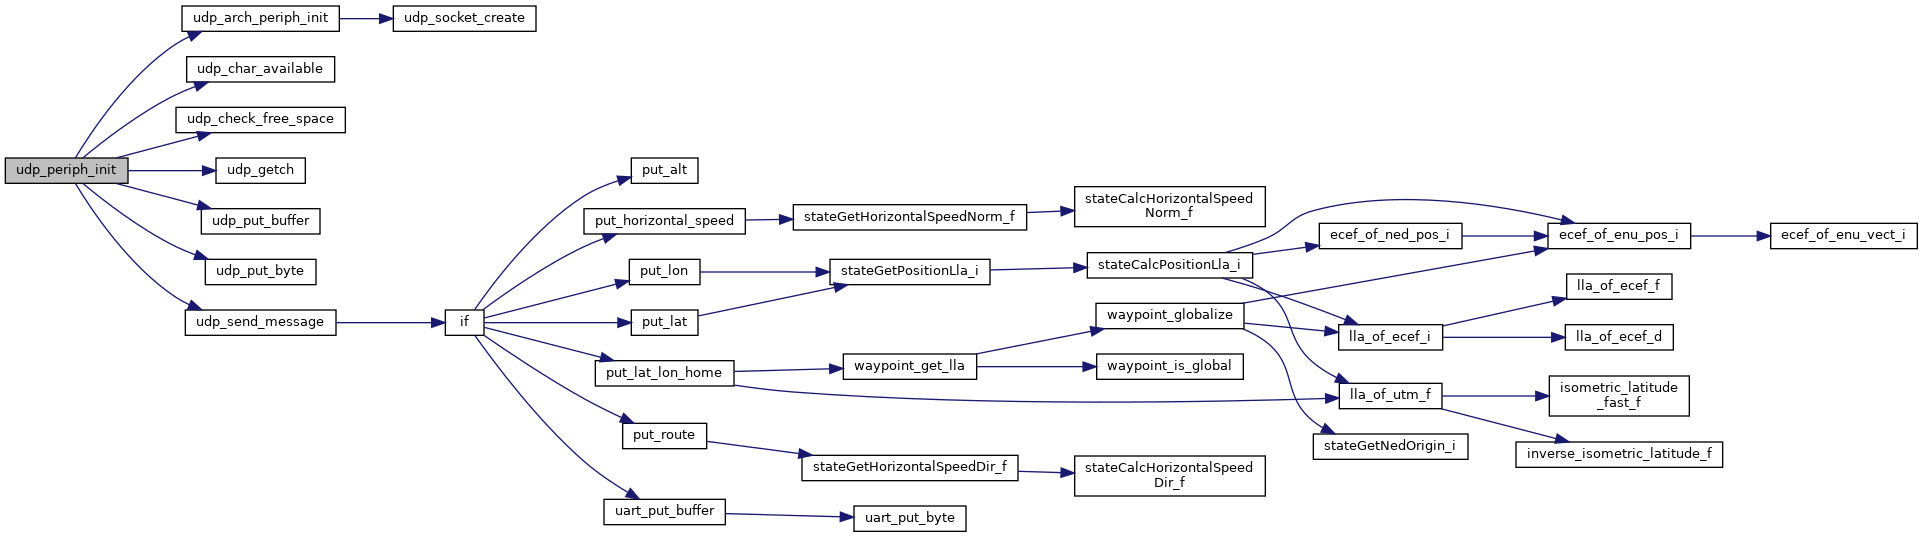 udp_arch_periph_init
udp_socket_create
udp_char_available
udp_check_free_space
udp_periph_init
udp_getch
udp_put_buffer
udp_put_byte
udp_send_message
if
put_alt
put_horizontal_speed
put_lon
put_lat
put_lat_lon_home
put_route
uart_put_buffer
stateGetHorizontalSpeedNorm_f
stateGetPositionLla_i
waypoint_get_lla
stateGetHorizontalSpeedDir_f
uart_put_byte
stateCalcHorizontalSpeed
Norm_f
stateCalcPositionLla_i
waypoint_globalize
waypoint_is_global
stateCalcHorizontalSpeed
Dir_f
ecef_of_ned_pos_i
lla_of_ecef_i
lla_of_utm_f
stateGetNedOrigin_i
ecef_of_enu_pos_i
lla_of_ecef_f
lla_of_ecef_d
isometric_latitude
_fast_f
inverse_isometric_latitude_f
ecef_of_enu_vect_i